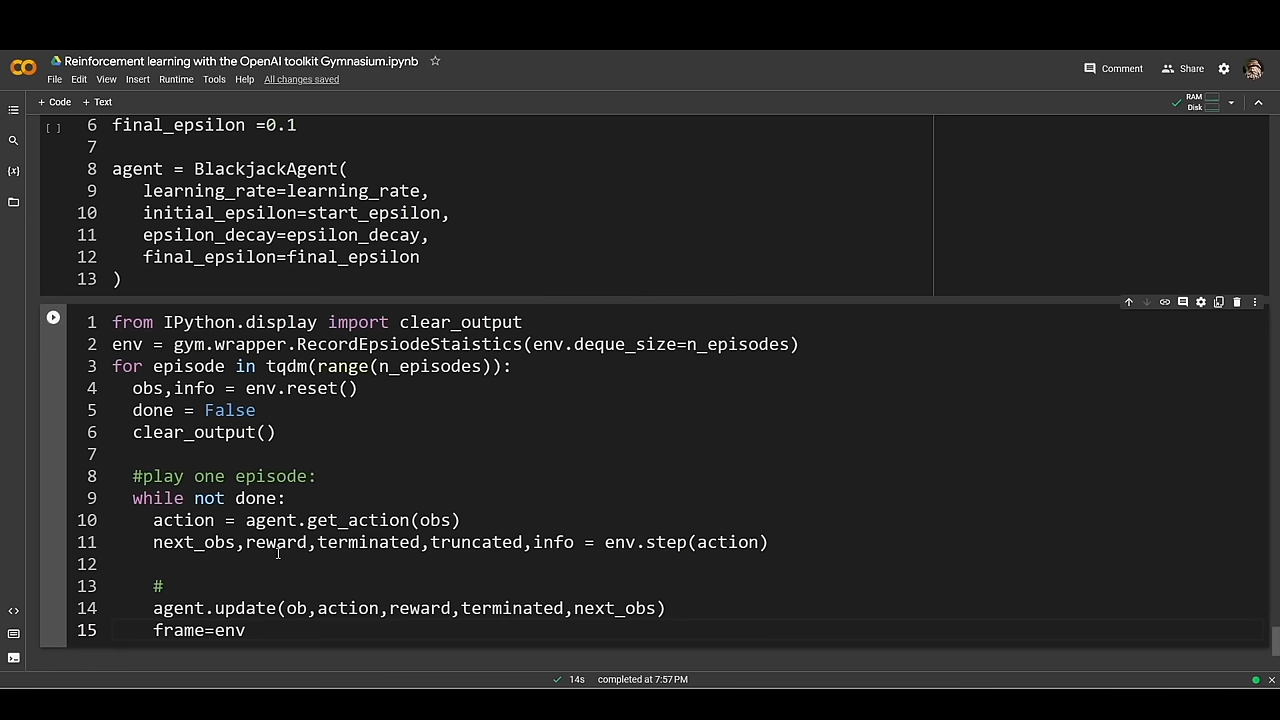 Reinforcement learning with the OpenAI toolkit Gymnasium.ipynb
File Edit View Insert Runtime Tools Help All changes saved
Comment Share
+ Code + Text
RAM
Disk
[ ] 6 final_epsilon =0.1
7
8 agent = BlackjackAgent(
9 learning_rate=learning_rate,
10 initial_epsilon=start_epsilon,
11 epsilon_decay=epsilon_decay,
12 final_epsilon=final_epsilon
13 )
1 from IPython.display import clear_output
2 env = gym.wrapper.RecordEpsiodeStaistics(env.deque_size=n_episodes)
3 for episode in tqdm(range(n_episodes)):
4 obs,info = env.reset()
5 done = False
6 clear_output()
7
8 #play one episode:
9 while not done:
10 action = agent.get_action(obs)
11 next_obs,reward,terminated,truncated,info = env.step(action)
12
13 #
14 agent.update(ob,action,reward,terminated,next_obs)
15 frame=env
14s completed at 7:57PM